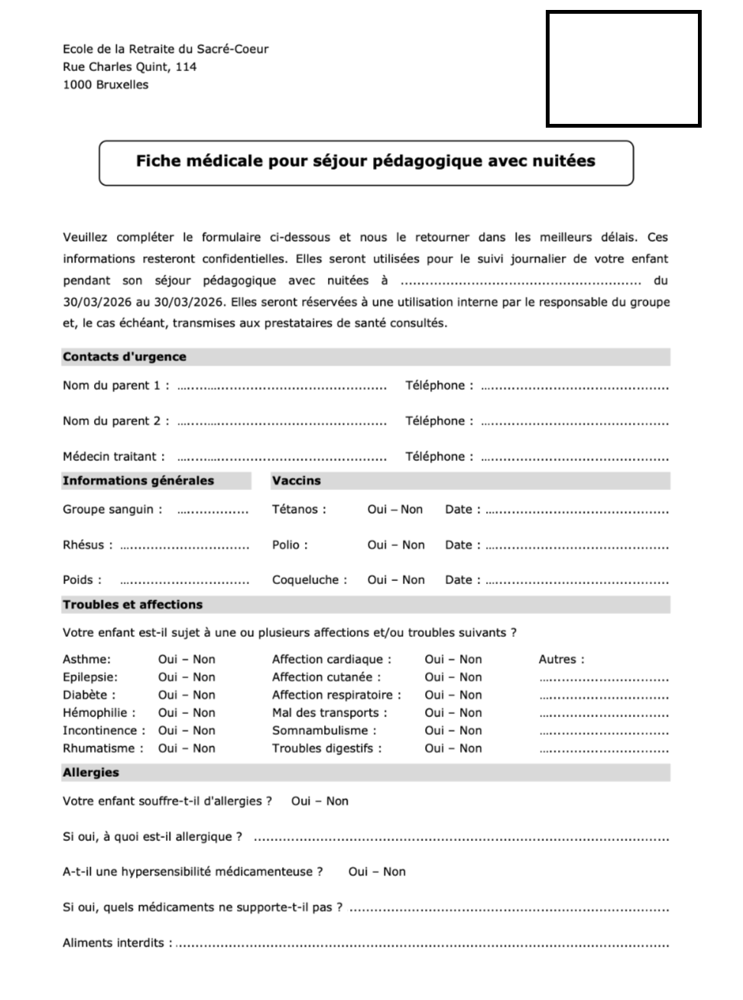 Ecole de la Retraite du Sacré-Coeur
Rue Charles Quint, 114
1000 Bruxelles
Fiche médicale pour séjour pédagogique avec nuitées
Veuillez compléter le formulaire ci-dessous et nous le retourner dans les meilleurs délais. Ces
informations resteront confidentielles. Elles seront utilisées pour le suivi journalier de votre enfant
pendant son séjour pédagogique avec nuitées à .......................................................... du
30/03/2026 au 30/03/2026. Elles seront réservées à une utilisation interne par le responsable du groupe
et, le cas échéant, transmises aux prestataires de santé consultés.
Contacts d'urgence
Nom du parent 1 : .................................................. Téléphone : .............................................
Nom du parent 2 : .................................................. Téléphone : .............................................
Médecin traitant : .................................................. Téléphone : .............................................
Informations générales Vaccins
Groupe sanguin : .................. Tétanos : Oui – Non Date : .............................................
Rhésus : ................................ Polio : Oui – Non Date : .............................................
Poids : ................................ Coqueluche : Oui – Non Date : .............................................
Troubles et affections
Votre enfant est-il sujet à une ou plusieurs affections et/ou troubles suivants ?
Asthme: Oui – Non Affection cardiaque : Oui – Non Autres :
Epilepsie: Oui – Non Affection cutanée : Oui – Non ................................
Diabète : Oui – Non Affection respiratoire : Oui – Non ................................
Hémophilie : Oui – Non Mal des transports : Oui – Non ................................
Incontinence : Oui – Non Somnambulisme : Oui – Non ................................
Rhumatisme : Oui – Non Troubles digestifs : Oui – Non ................................
Allergies
Votre enfant souffre-t-il d'allergies ? Oui – Non
Si oui, à quoi est-il allergique ? ....................................................................................................
A-t-il une hypersensibilité médicamenteuse ? Oui – Non
Si oui, quels médicaments ne supporte-t-il pas ? .............................................................................
Aliments interdits : .......................................................................................................................